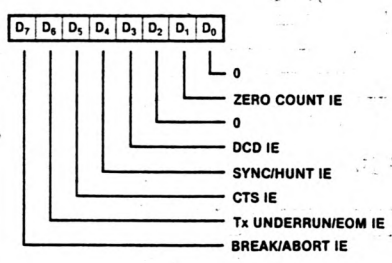 D7 D6 D5 D4 D3 D2 D1 D0
0
ZERO COUNT IE
0
DCD IE
SYNC/HUNT IE
CTS IE
Tx UNDERRUN/EOM IE
BREAK/ABORT IE